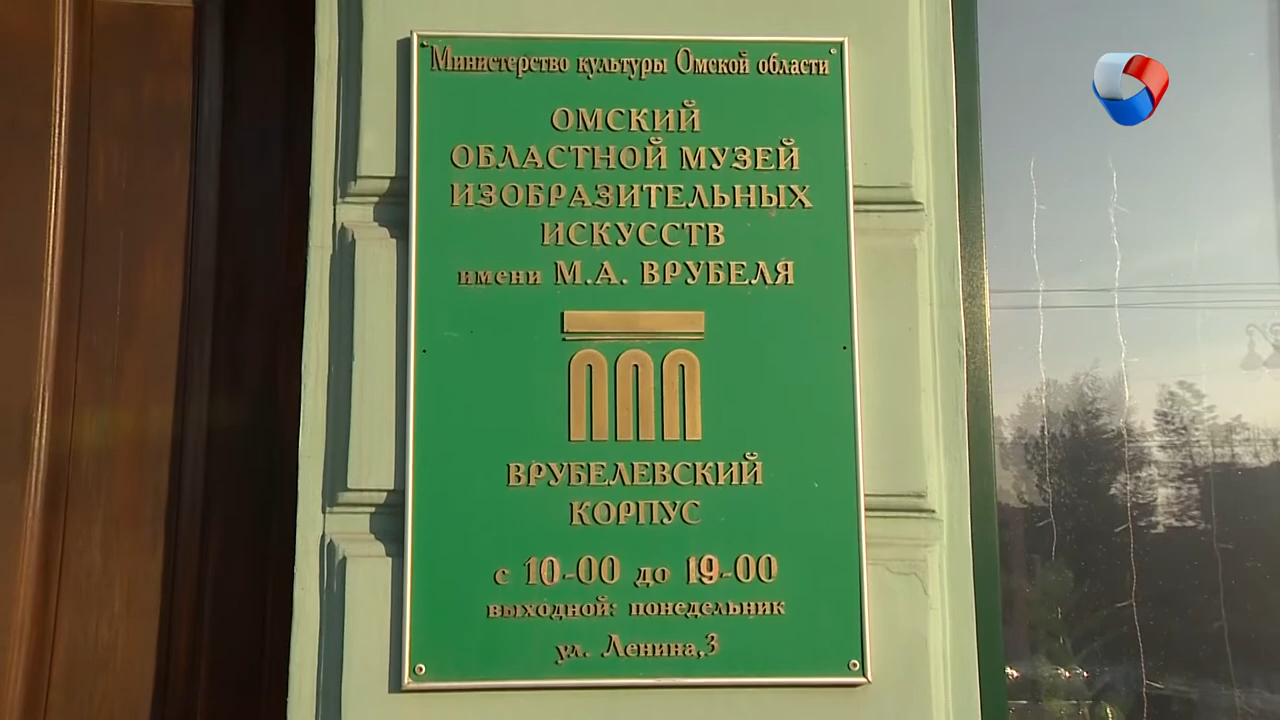 Министерство культуры Омской области
ОМСКИЙ
ОБЛАСТНОЙ МУЗЕЙ
ИЗОБРАЗИТЕЛЬНЫХ
ИСКУССТВ
имени М.А. ВРУБЕЛЯ
ВРУБЕЛЕВСКИЙ
КОРПУС
с 10-00 до 19-00
выходной: понедельник
ул. Ленина,3